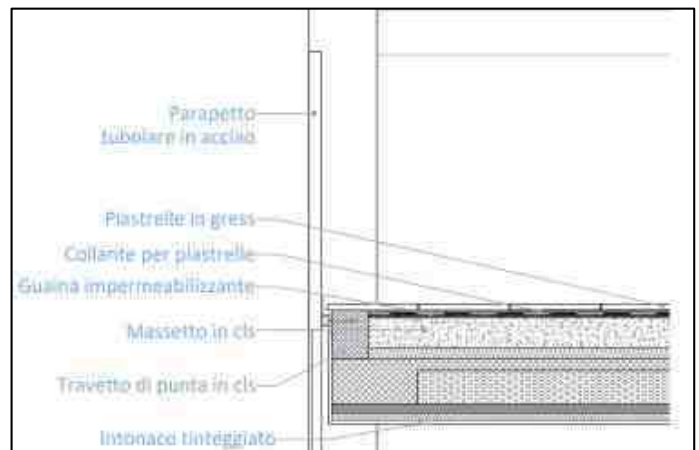 Parapetto
tubolare in acciao
Piastrelle in gress
Collante per piastrelle
Guaina impermeabilizzante
Massetto in cls
Travetto di punta in cls
Intonaco tinteggiato